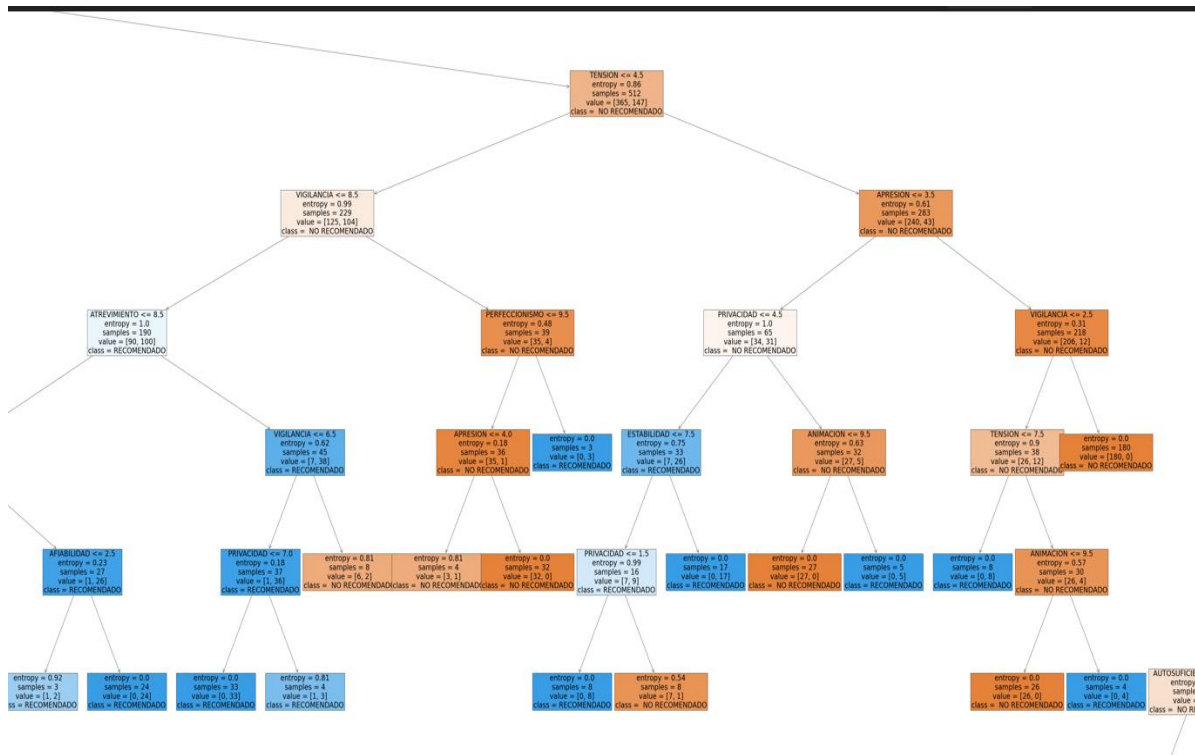 TENSION <= 4.5
entropy = 0.86
samples = 512
value = [365, 147]
class = NO RECOMENDADO
VIGILANCIA <= 8.5
entropy = 0.99
samples = 229
value = [125, 104]
class = NO RECOMENDADO
APRESION <= 3.5
entropy = 0.61
samples = 283
value = [240, 43]
class = NO RECOMENDADO
ATREVIMIENTO <= 8.5
entropy = 1.0
samples = 190
value = [90, 100]
class = RECOMENDADO
PERFECCIONISMO <= 9.5
entropy = 0.48
samples = 39
value = [35, 4]
class = NO RECOMENDADO
PRIVACIDAD <= 4.5
entropy = 1.0
samples = 65
value = [34, 31]
class = NO RECOMENDADO
VIGILANCIA <= 2.5
entropy = 0.31
samples = 218
value = [206, 12]
class = NO RECOMENDADO
VIGILANCIA <= 6.5
entropy = 0.62
samples = 45
value = [7, 38]
class = RECOMENDADO
APRESION <= 4.0
entropy = 0.18
samples = 36
value = [35, 1]
class = NO RECOMENDADO
entropy = 0.0
samples = 3
value = [0, 3]
class = RECOMENDADO
ESTABILIDAD <= 7.5
entropy = 0.75
samples = 33
value = [7, 26]
class = RECOMENDADO
ANIMACION <= 9.5
entropy = 0.63
samples = 32
value = [27, 5]
class = NO RECOMENDADO
TENSION <= 7.5
entropy = 0.9
samples = 38
value = [26, 12]
class = NO RECOMENDADO
entropy = 0.0
samples = 180
value = [180, 0]
class = NO RECOMENDADO
AFIABILIDAD <= 2.5
entropy = 0.23
samples = 27
value = [1, 26]
class = RECOMENDADO
PRIVACIDAD <= 7.0
entropy = 0.18
samples = 37
value = [1, 36]
class = RECOMENDADO
entropy = 0.81
samples = 8
value = [6, 2]
class = NO RECOMENDADO
entropy = 0.81
samples = 4
value = [3, 1]
class = NO RECOMENDADO
entropy = 0.0
samples = 32
value = [32, 0]
class = NO RECOMENDADO
PRIVACIDAD <= 1.5
entropy = 0.99
samples = 16
value = [7, 9]
class = RECOMENDADO
entropy = 0.0
samples = 17
value = [0, 17]
class = RECOMENDADO
entropy = 0.0
samples = 27
value = [27, 0]
class = NO RECOMENDADO
entropy = 0.0
samples = 5
value = [0, 5]
class = RECOMENDADO
entropy = 0.0
samples = 8
value = [0, 8]
class = RECOMENDADO
ANIMACION <= 9.5
entropy = 0.57
samples = 30
value = [26, 4]
class = NO RECOMENDADO
entropy = 0.92
samples = 3
value = [1, 2]
ss = RECOMENDADO
entropy = 0.0
samples = 24
value = [0, 24]
class = RECOMENDADO
entropy = 0.0
samples = 33
value = [0, 33]
class = RECOMENDADO
entropy = 0.81
samples = 4
value = [1, 3]
class = RECOMENDADO
entropy = 0.0
samples = 8
value = [0, 8]
class = RECOMENDADO
entropy = 0.54
samples = 8
value = [7, 1]
class = NO RECOMENDADO
entropy = 0.0
samples = 26
value = [26, 0]
class = NO RECOMENDADO
entropy = 0.0
samples = 4
value = [0, 4]
class = RECOMENDADO
AUTOSUFICIE
entropy
sample
value =
class = NO R